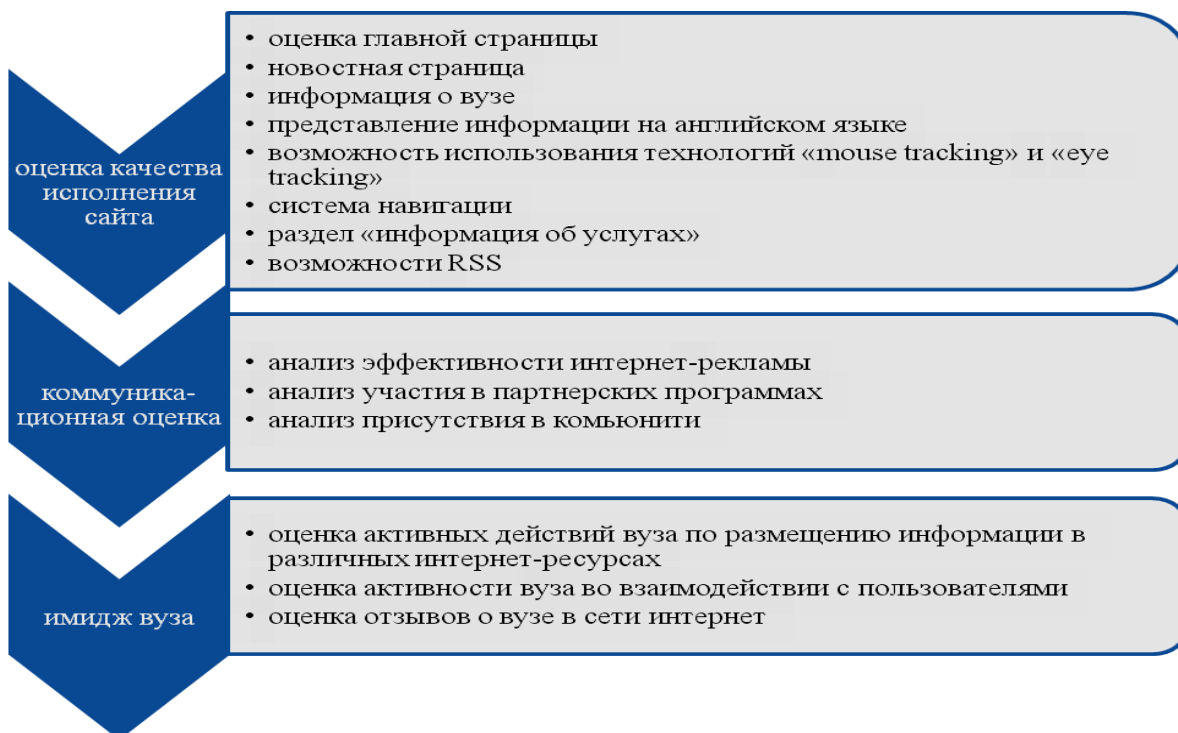 оценка качества
исполнения
сайта
• оценка главной страницы
• новостная страница
• информация о вузе
• представление информации на английском языке
• возможность использования технологий «mouse tracking» и «eye
tracking»
• система навигации
• раздел «информация об услугах»
• возможности RSS
коммуника-
ционная оценка
• анализ эффективности интернет-рекламы
• анализ участия в партнерских программах
• анализ присутствия в комьюнити
имидж вуза
• оценка активных действий вуза по размещению информации в
различных интернет-ресурсах
• оценка активности вуза во взаимодействии с пользователями
• оценка отзывов о вузе в сети интернет